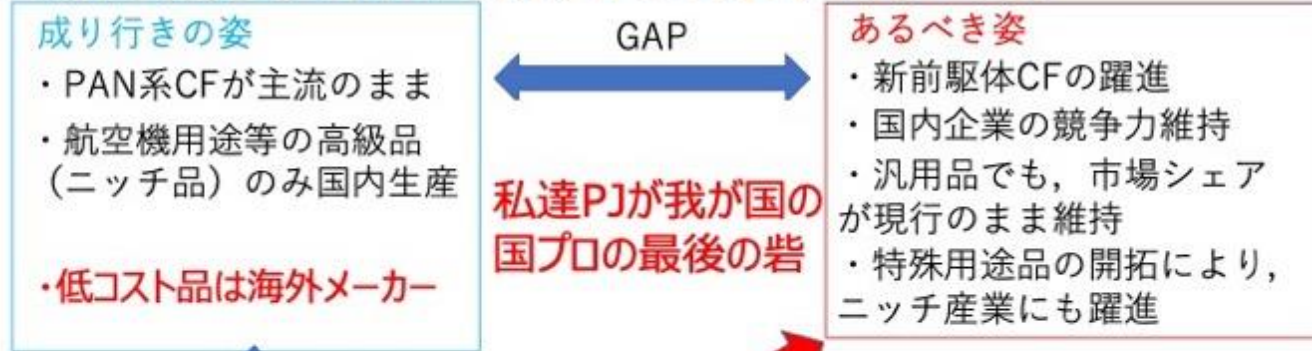 成り行きの姿
・PAN系CFが主流のまま
・航空機用途等の高級品
（ニッチ品）のみ国内生産
・低コスト品は海外メーカー
GAP
私達PJが我が国の
国プロの最後の砦
あるべき姿
・新前駆体CFの躍進
・国内企業の競争力維持
・汎用品でも，市場シェア
が現行のまま維持
・特殊用途品の開拓により，
ニッチ産業にも躍進